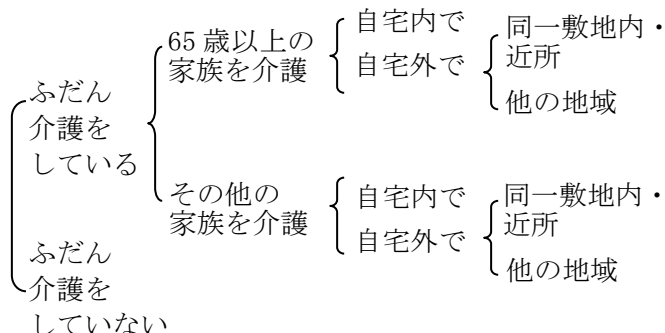 ふだん
介護を
している
65歳以上の
家族を介護
自宅内で
自宅外で
同一敷地内・
近所
他の地域
その他の
家族を介護
自宅内で
自宅外で
同一敷地内・
近所
他の地域
ふだん
介護を
していない